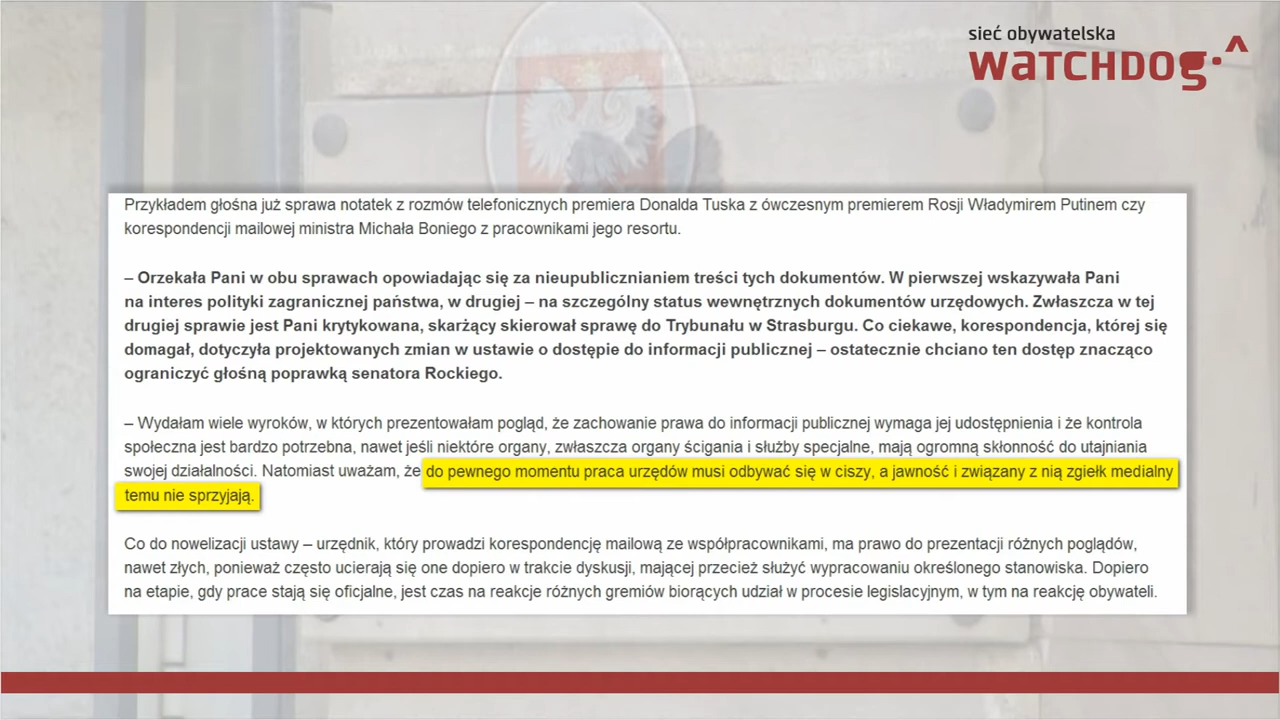 sieć obywatelska
WATCHDOG
Przykładem głośna już sprawa notatek z rozmów telefonicznych premiera Donalda Tuska z ówczesnym premierem Rosji Władymirem Putinem czy
korespondencji mailowej ministra Michała Boniego z pracownikami jego resortu.
– Orzekała Pani w obu sprawach opowiadając się za nieupublicznianiem treści tych dokumentów. W pierwszej wskazywała Pani
na interes polityki zagranicznej państwa, w drugiej – na szczególny status wewnętrznych dokumentów urzędowych. Zwłaszcza w tej
drugiej sprawie jest Pani krytykowana, skarżący skierował sprawę do Trybunału w Strasburgu. Co ciekawe, korespondencja, której się
domagał, dotyczyła projektowanych zmian w ustawie o dostępie do informacji publicznej – ostatecznie chciano ten dostęp znacząco
ograniczyć głośną poprawką senatora Rockiego.
– Wydałam wiele wyroków, w których prezentowałam pogląd, że zachowanie prawa do informacji publicznej wymaga jej udostępnienia i że kontrola
społeczna jest bardzo potrzebna, nawet jeśli niektóre organy, zwłaszcza organy ścigania i służby specjalne, mają ogromną skłonność do utajniania
swojej działalności. Natomiast uważam, że do pewnego momentu praca urzędów musi odbywać się w ciszy, a jawność i związany z nią zgiełk medialny
temu nie sprzyjają.
Co do nowelizacji ustawy – urzędnik, który prowadzi korespondencję mailową ze współpracownikami, ma prawo do prezentacji różnych poglądów,
nawet złych, ponieważ często ucierają się one dopiero w trakcie dyskusji, mającej przecież służyć wypracowaniu określonego stanowiska. Dopiero
na etapie, gdy prace stają się oficjalne, jest czas na reakcje różnych gremiów biorących udział w procesie legislacyjnym, w tym na reakcję obywateli.